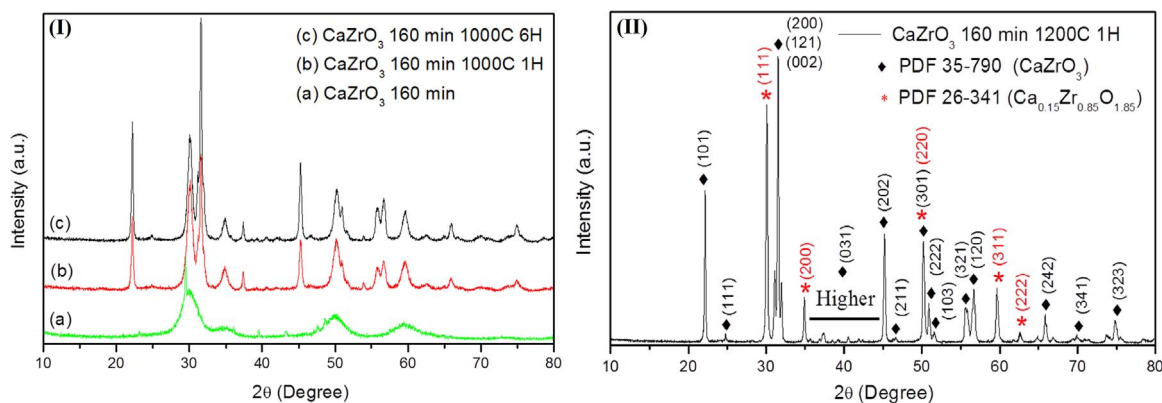 (I)
(c) CaZrO₃ 160 min 1000C 6H
(b) CaZrO₃ 160 min 1000C 1H
(a) CaZrO₃ 160 min
Intensity (a.u.)
(c)
(b)
(a)
10 20 30 40 50 60 70 80
2θ (Degree)
(II)
CaZrO₃ 160 min 1200C 1H
♦ PDF 35-790 (CaZrO₃)
* PDF 26-341 (Ca₀.₁₅Zr₀.₈₅O₁.₈₅)
Intensity (a.u.)
♦ (101)
♦ (111)
* (111)
♦ (200)
(121)
(002)
* (200)
♦ (031)
Higher
♦ (202)
♦ (211)
♦ (301) * (220)
♦ (222)
♦ (103)
♦ (321)
♦ (120)
* (311)
* (222)
♦ (242)
♦ (341)
♦ (323)
10 20 30 40 50 60 70 80
2θ (Degree)